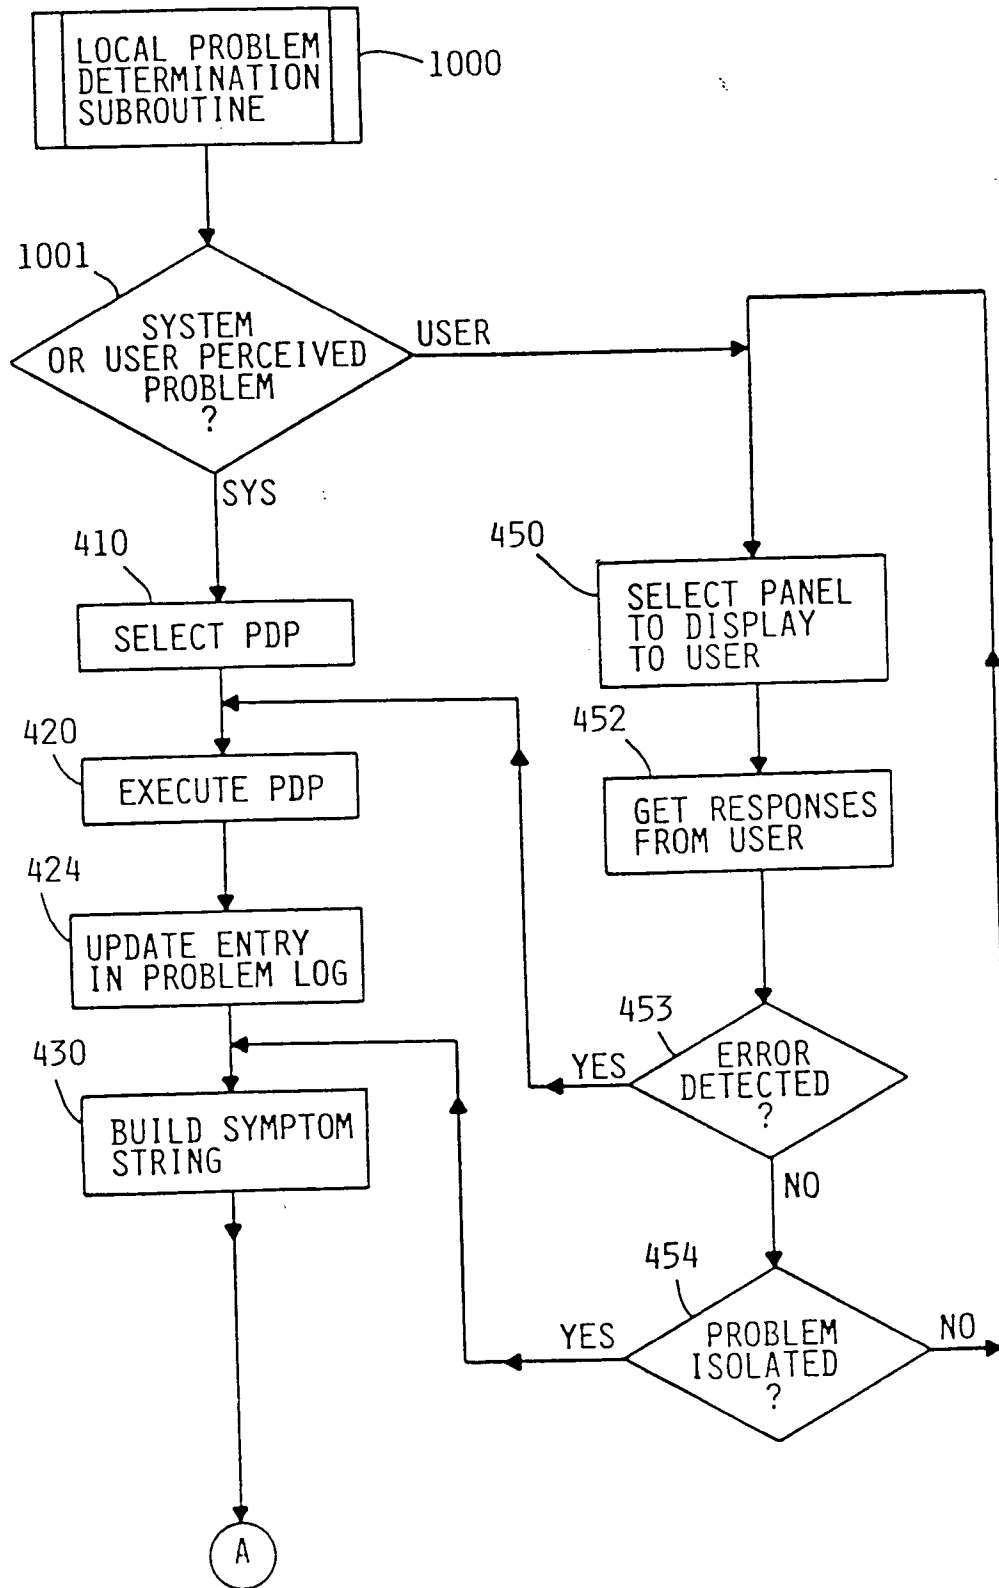 LOCAL PROBLEM
DETERMINATION
SUBROUTINE
1000
1001
SYSTEM
OR USER PERCEIVED
PROBLEM
?
USER
SYS
410
SELECT PDP
420
EXECUTE PDP
424
UPDATE ENTRY
IN PROBLEM LOG
430
BUILD SYMPTOM
STRING
450
SELECT PANEL
TO DISPLAY
TO USER
452
GET RESPONSES
FROM USER
453
ERROR
DETECTED
?
YES
NO
454
PROBLEM
ISOLATED
?
YES
NO
A